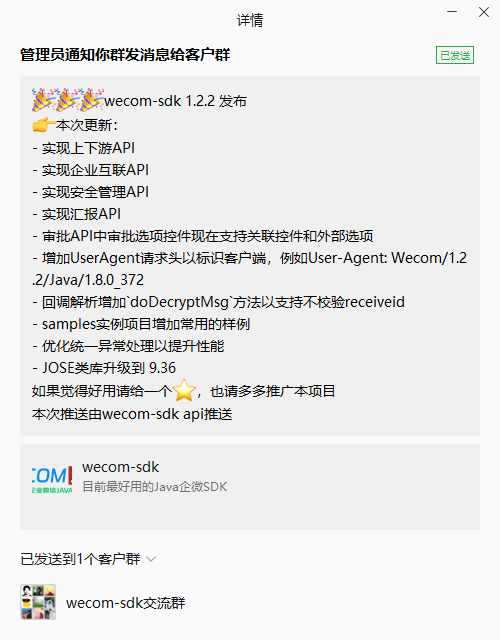 详情
管理员通知你群发消息给客户群
已发送
🎉🎉🎉wecom-sdk 1.2.2 发布
👉本次更新：
- 实现上下游API
- 实现企业互联API
- 实现安全管理API
- 实现汇报API
- 审批API中审批选项控件现在支持关联控件和外部选项
- 增加UserAgent请求头以标识客户端，例如User-Agent: Wecom/1.2
.2/Java/1.8.0_372
- 回调解析增加`doDecryptMsg`方法以支持不校验receiveid
- samples实例项目增加常用的样例
- 优化统一异常处理以提升性能
- JOSE类库升级到 9.36
如果觉得好用请给一个⭐，也请多多推广本项目
本次推送由wecom-sdk api推送
COM!
企业微信JAVA
wecom-sdk
目前最好用的Java企微SDK
已发送到1个客户群
wecom-sdk交流群